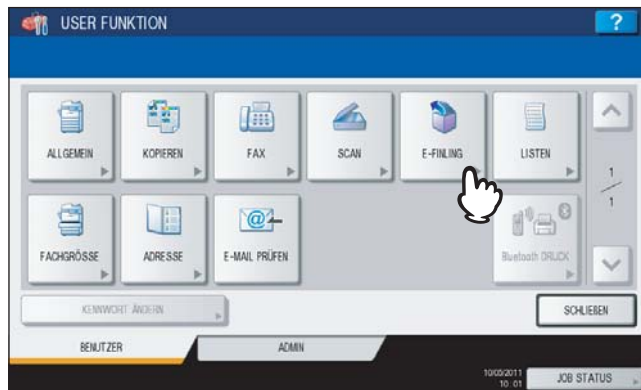 USER FUNKTION
?
ALLGEMEIN
KOPIEREN
FAX
SCAN
E-FINLING
LISTEN
1
1
FACHGRÖSSE
ADRESSE
@
E-MAIL PRÜFEN
Bluetooth DRUCK
KENNWORT ÄNDERN
SCHLIEßEN
BENUTZER
ADMIN
10/03/2011
10:01
JOB STATUS